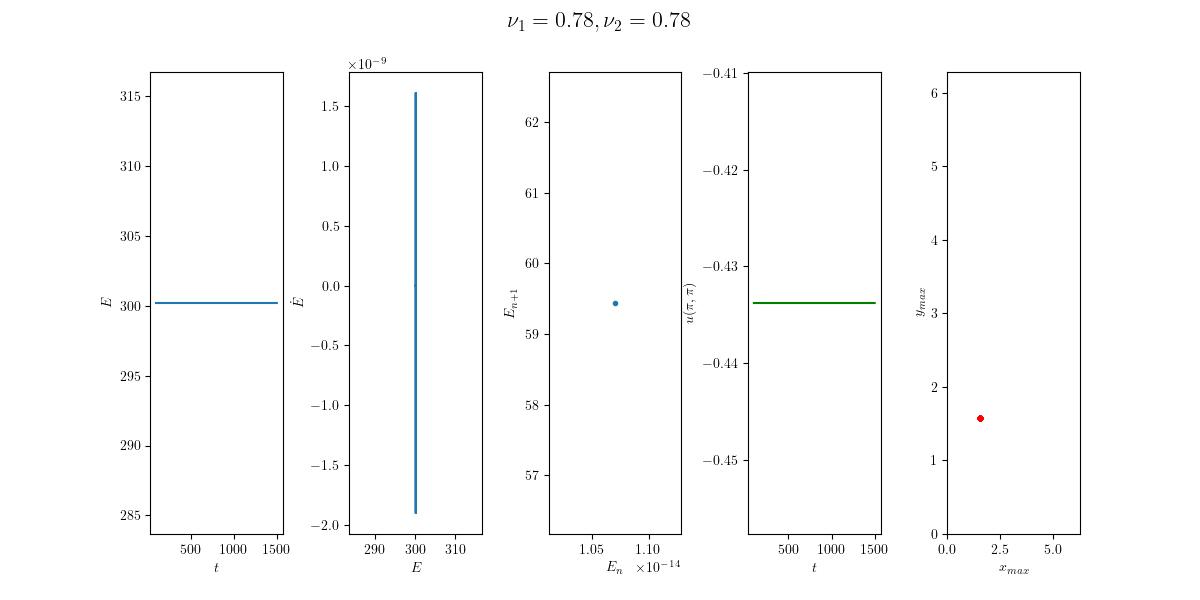 ν₁ = 0.78, ν₂ = 0.78
315
310
305
300
295
290
285
E
500 1000 1500
t
×10⁻⁹
1.5
1.0
0.5
0.0
−0.5
−1.0
−1.5
−2.0
Ė
290 300 310
E
62
61
60
59
58
57
Eₙ₊₁
1.05 1.10
Eₙ ×10⁻¹⁴
−0.41
−0.42
−0.43
−0.44
−0.45
u(π, π)
500 1000 1500
t
6
5
4
3
2
1
0
y_max
0.0 2.5 5.0
x_max